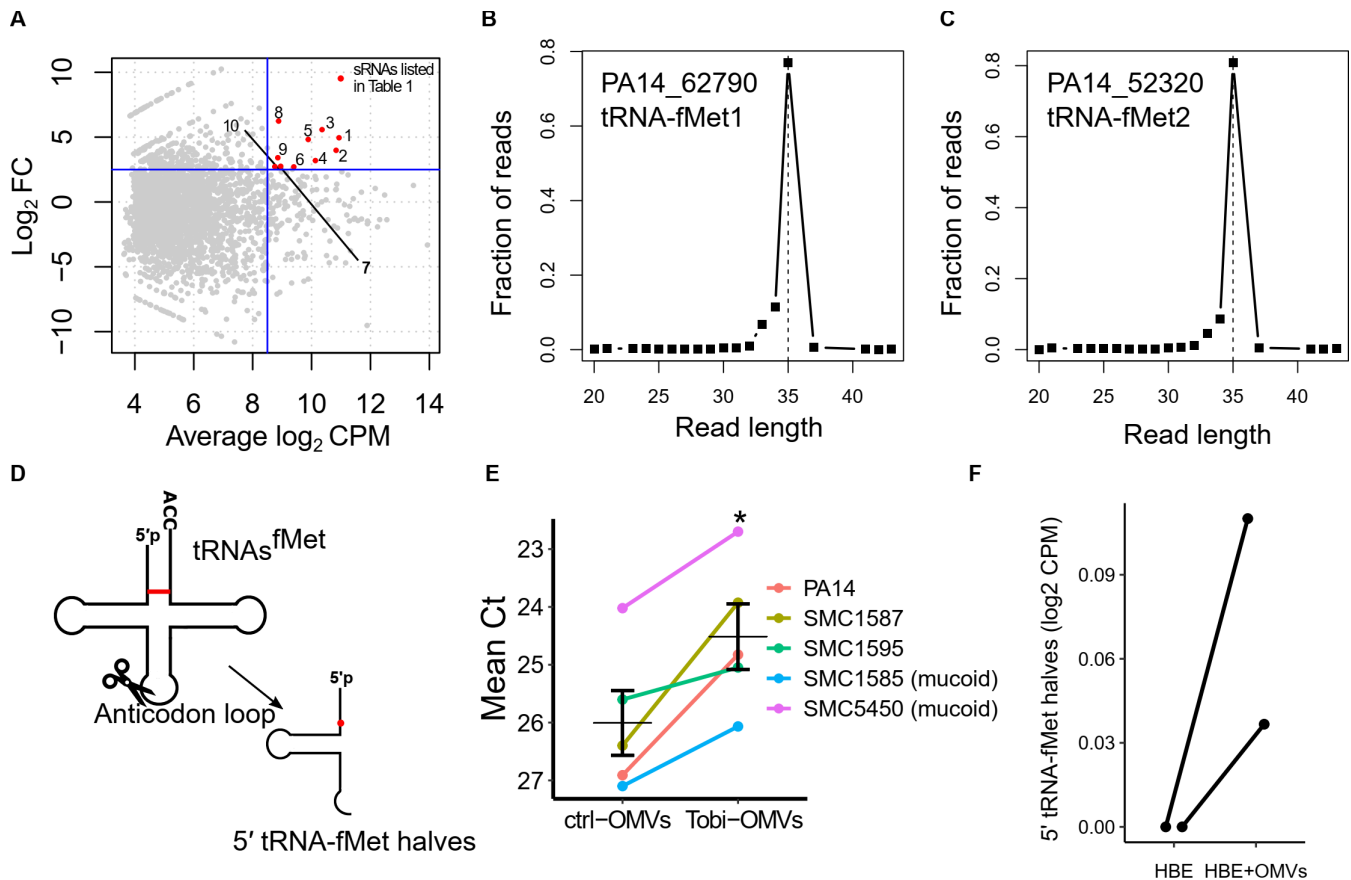 A
Log2 FC
10
5
0
−5
−10
4
6
8
10
12
14
Average log2 CPM
sRNAs listed
in Table 1
8
3
10
5
1
9
2
6
4
7
B
Fraction of reads
0.8
0.6
0.4
0.2
0.0
PA14_62790
tRNA-fMet1
20
25
30
35
40
Read length
C
Fraction of reads
0.8
0.6
0.4
0.2
0.0
PA14_52320
tRNA-fMet2
20
25
30
35
40
Read length
D
ACC
5′p
tRNAsfMet
Anticodon loop
5′p
5′ tRNA-fMet halves
E
Mean Ct
23
24
25
26
27
*
PA14
SMC1587
SMC1595
SMC1585 (mucoid)
SMC5450 (mucoid)
ctrl−OMVs
Tobi−OMVs
F
5′ tRNA-fMet halves (log2 CPM)
0.09
0.06
0.03
0.00
HBE
HBE+OMVs